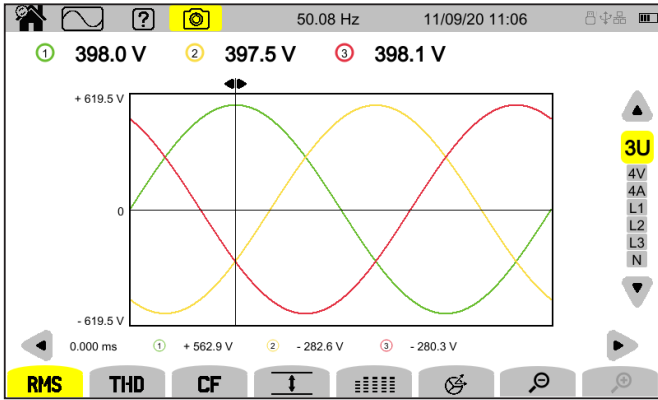 ? 50.08 Hz 11/09/20 11:06
1 398.0 V 2 397.5 V 3 398.1 V
+ 619.5 V
3U
4V
4A
L1
0
L2
L3
N
- 619.5 V
0.000 ms 1 + 562.9 V 2 - 282.6 V 3 - 280.3 V
RMS THD CF